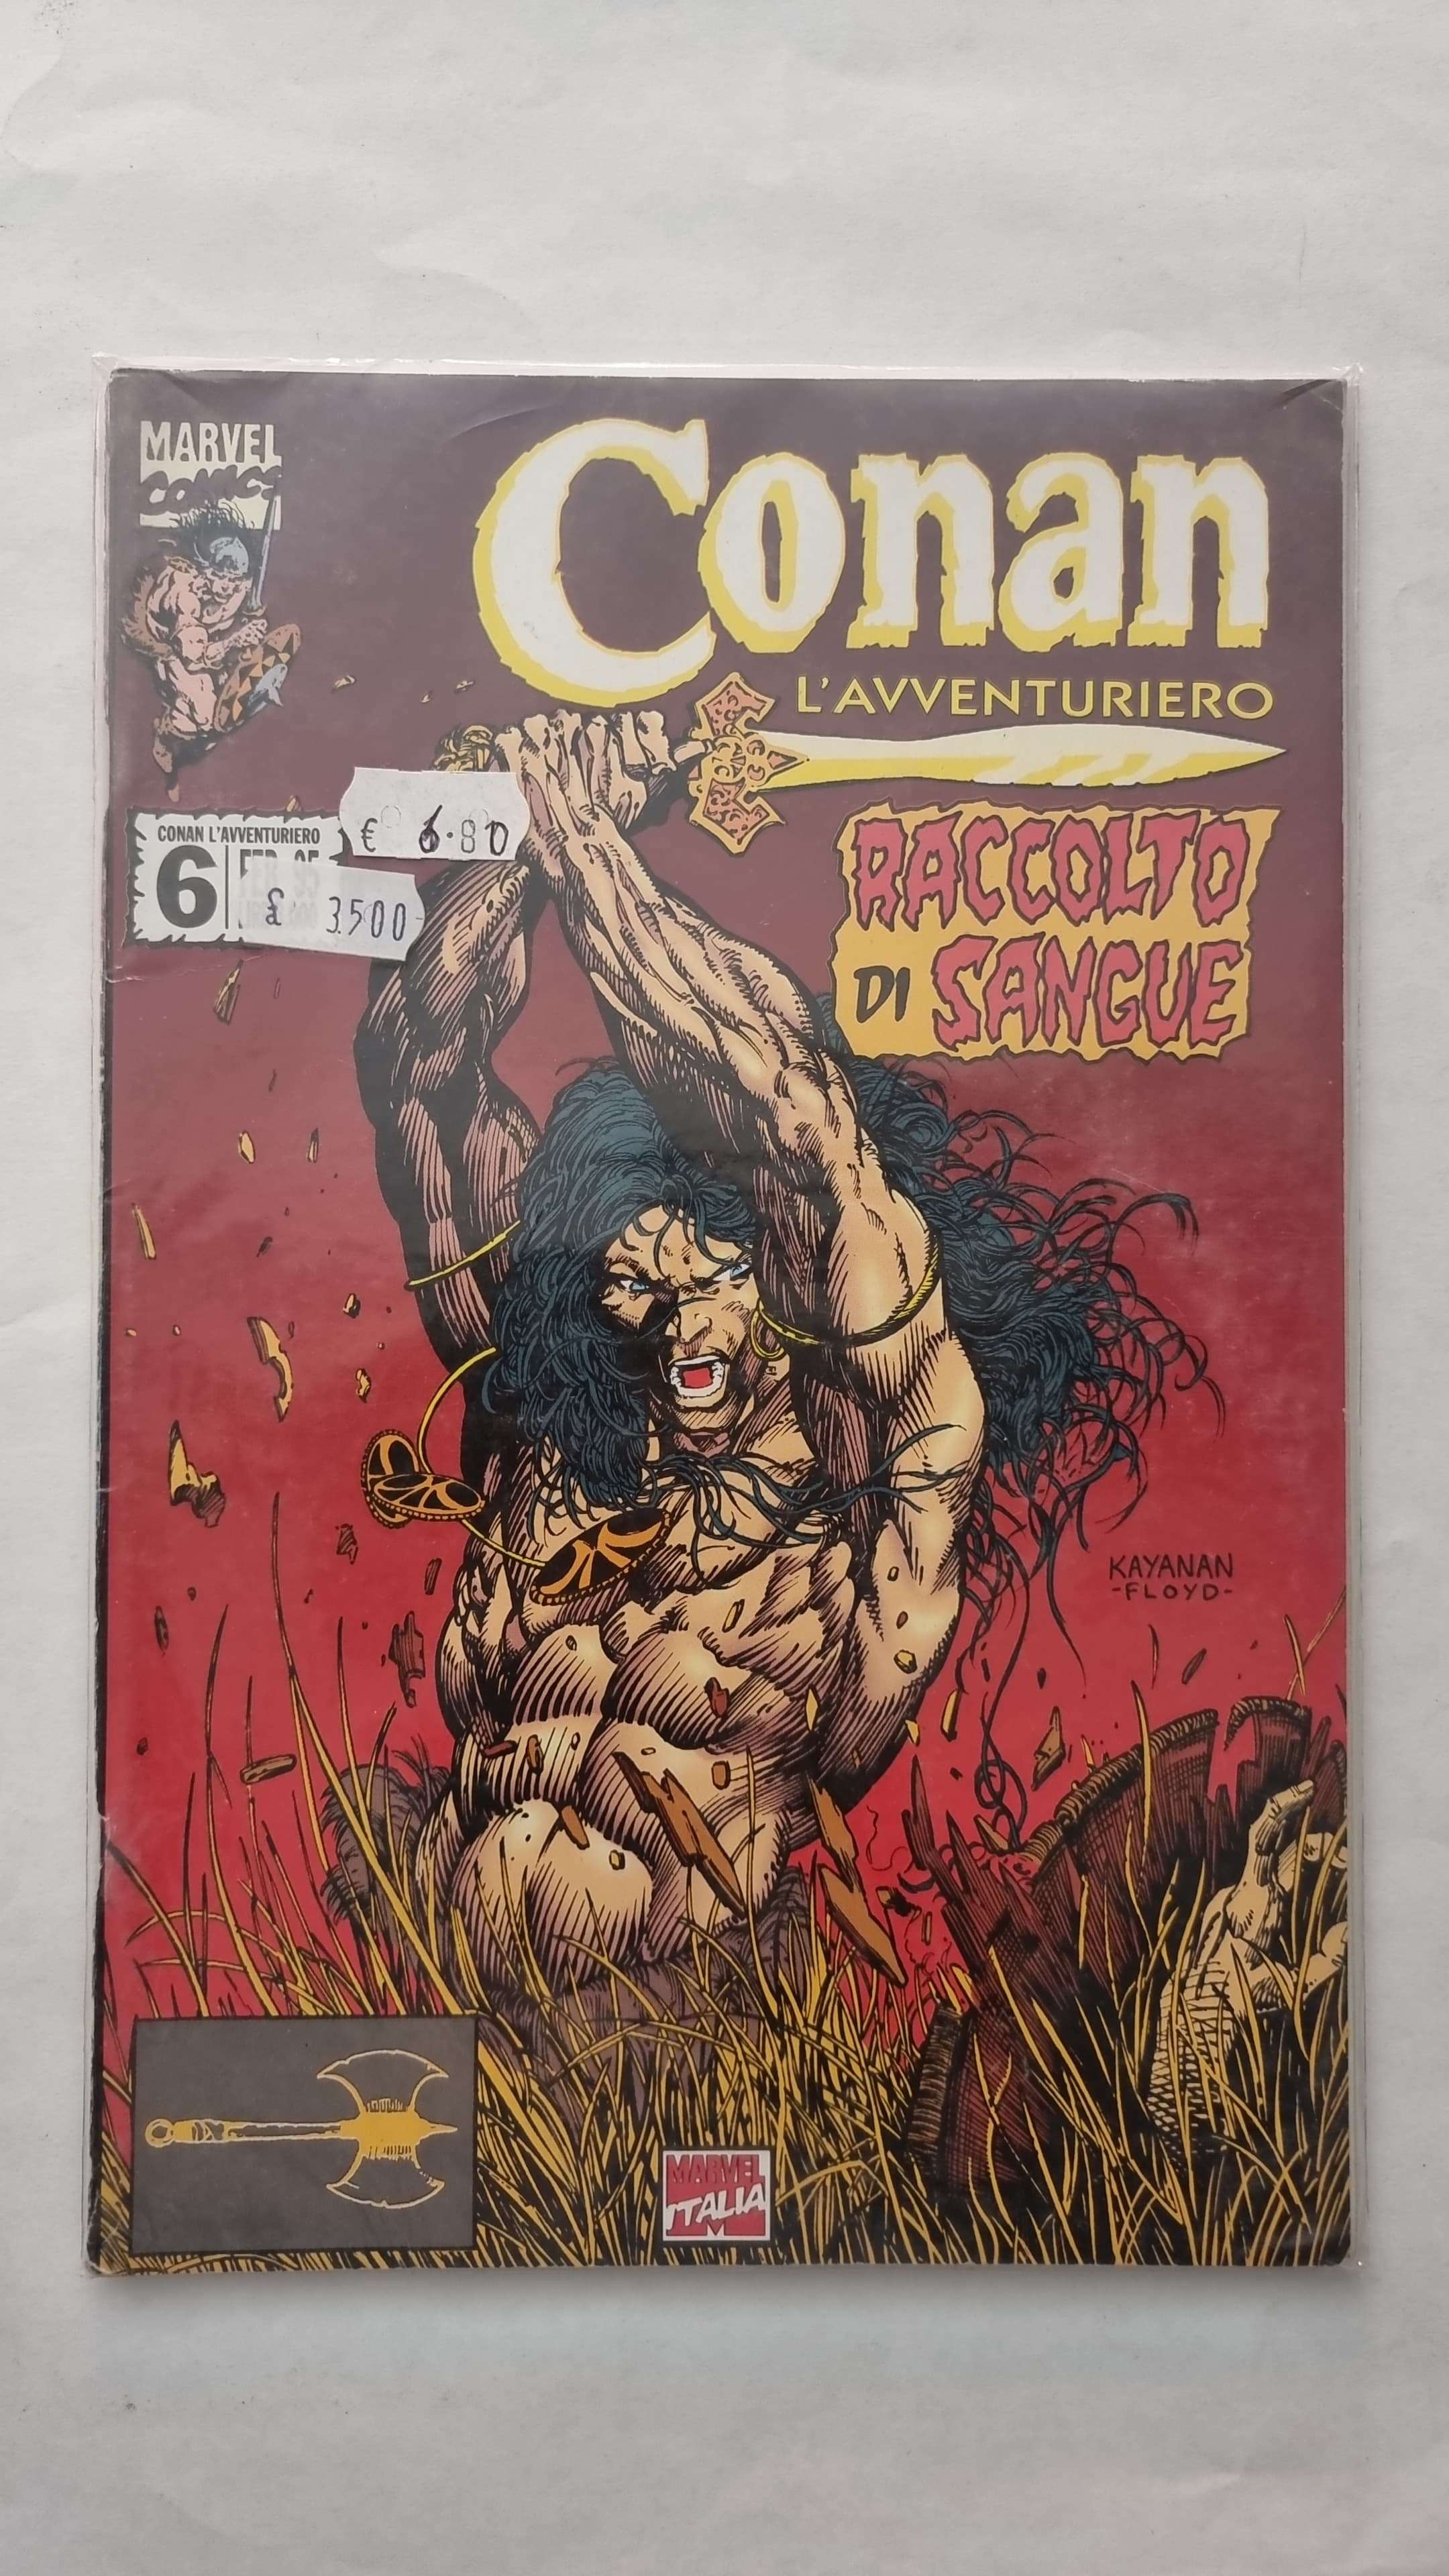 MARVEL
COMICS
Conan
L'AVVENTURIERO
€ 6.80
CONAN L'AVVENTURIERO
6
FEB 95
£ 3500
RACCOLTO
DI SANGUE
KAYANAN
-FLOYD-
MARVEL
ITALIA